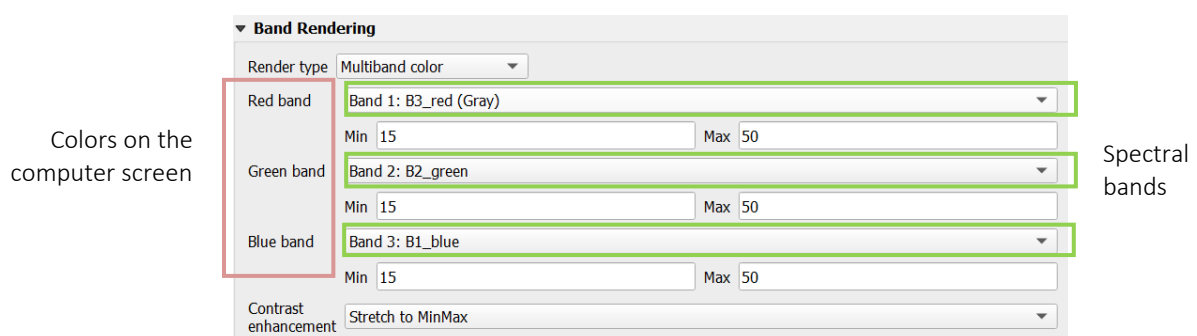 Band Rendering
Render type Multiband color
Red band Band 1: B3_red (Gray)
Min 15 Max 50
Colors on the
computer screen
Green band Band 2: B2_green
Min 15 Max 50
Spectral
bands
Blue band Band 3: B1_blue
Min 15 Max 50
Contrast
enhancement Stretch to MinMax